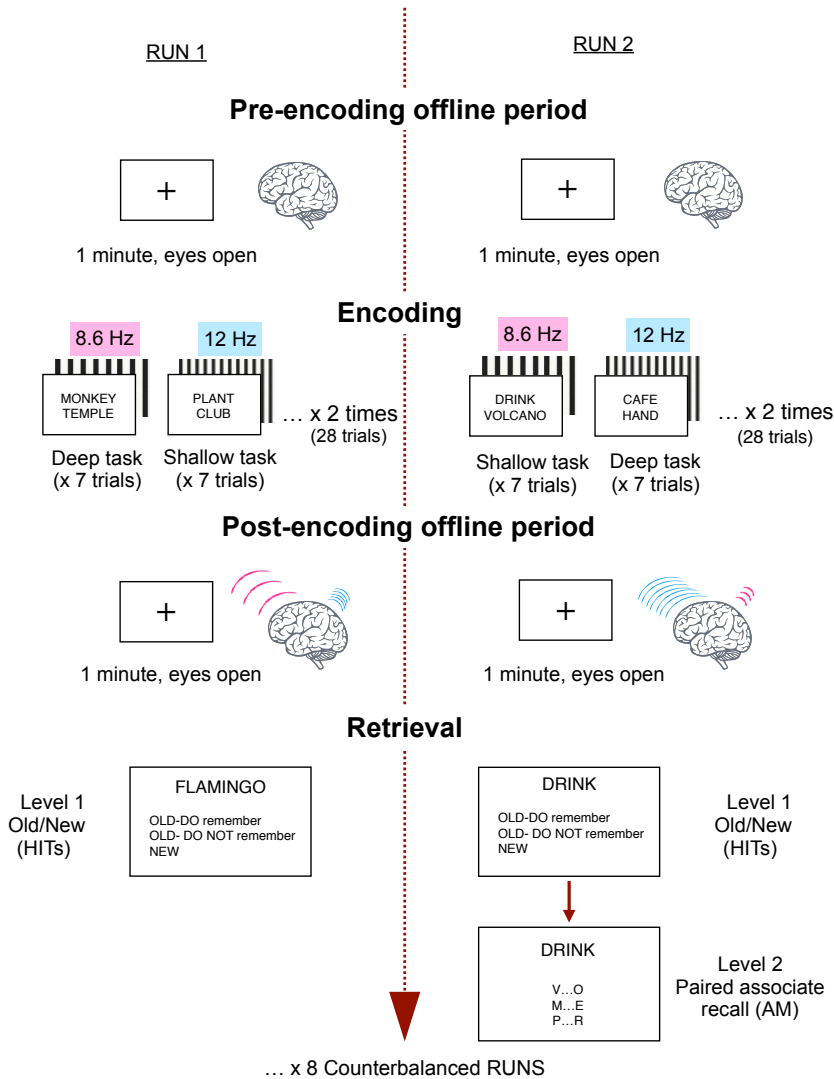 RUN 1
RUN 2
Pre-encoding offline period
+
+
1 minute, eyes open
1 minute, eyes open
Encoding
8.6 Hz
12 Hz
MONKEY
TEMPLE
PLANT
CLUB
... x 2 times
(28 trials)
Deep task
(x 7 trials)
Shallow task
(x 7 trials)
8.6 Hz
12 Hz
DRINK
VOLCANO
CAFE
HAND
... x 2 times
(28 trials)
Shallow task
(x 7 trials)
Deep task
(x 7 trials)
Post-encoding offline period
+
+
1 minute, eyes open
1 minute, eyes open
Retrieval
Level 1
Old/New
(HITs)
FLAMINGO
OLD-DO remember
OLD- DO NOT remember
NEW
DRINK
OLD-DO remember
OLD- DO NOT remember
NEW
Level 1
Old/New
(HITs)
DRINK
V...O
M...E
P...R
Level 2
Paired associate
recall (AM)
... x 8 Counterbalanced RUNS